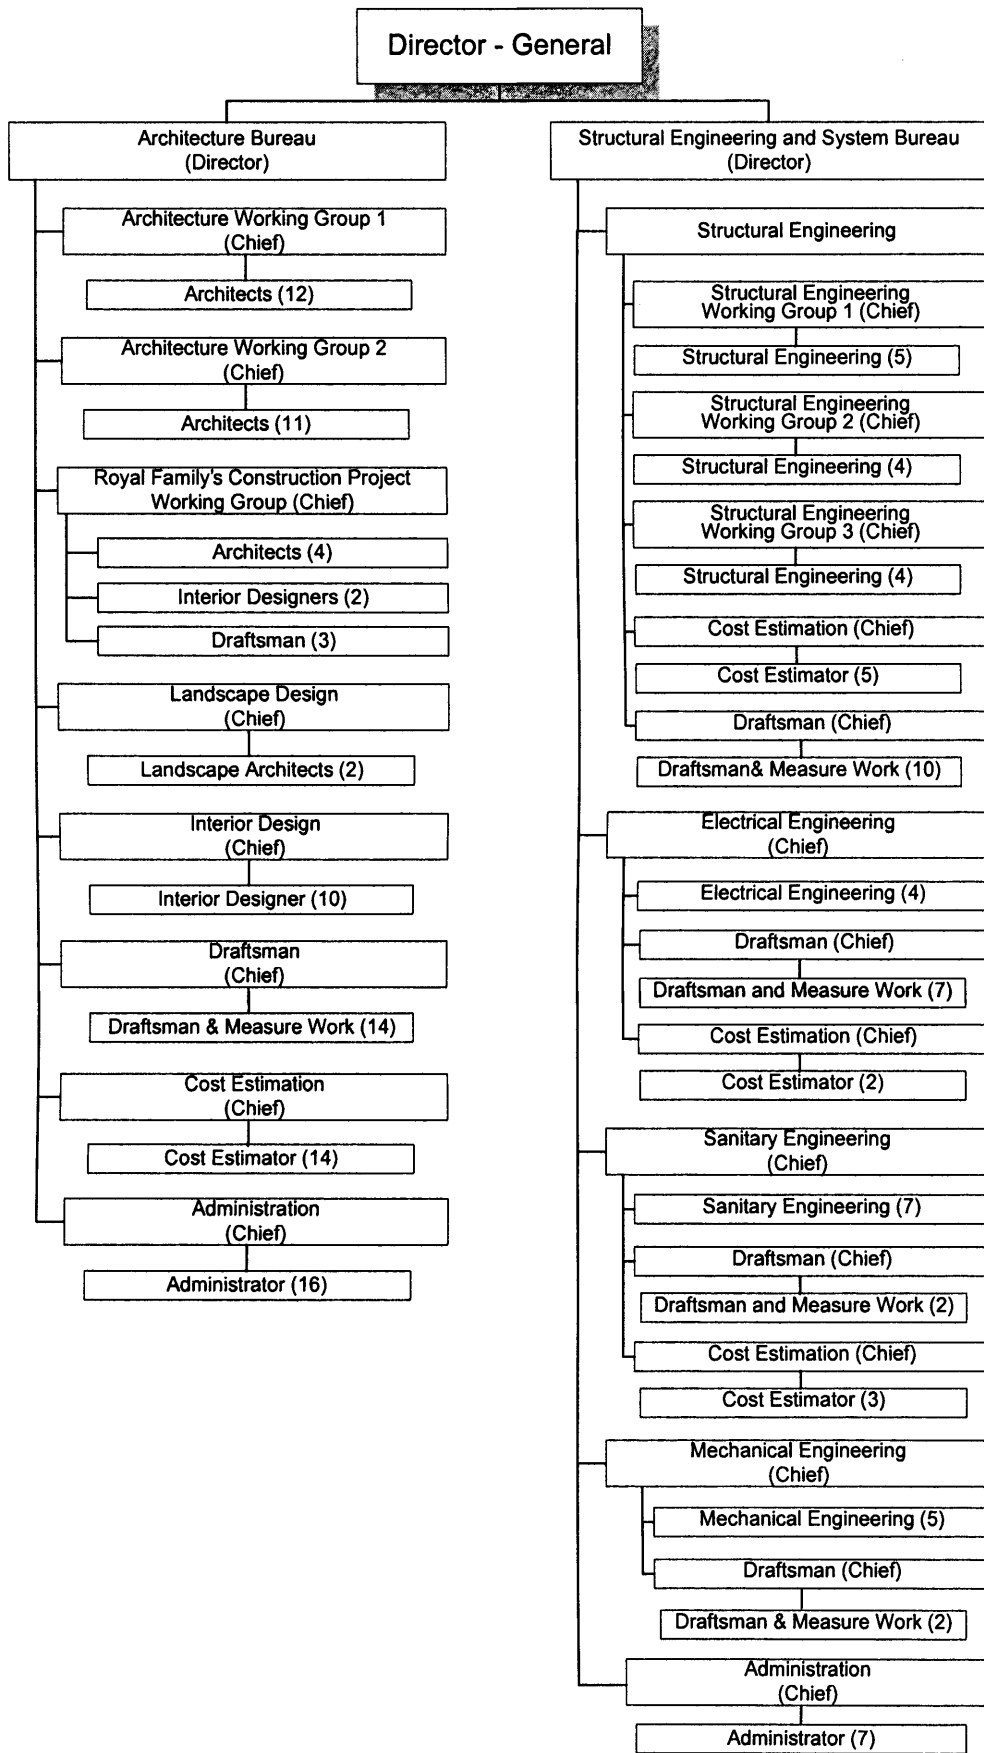 Director - General
Architecture Bureau
(Director)
Architecture Working Group 1
(Chief)
Architects (12)
Architecture Working Group 2
(Chief)
Architects (11)
Royal Family's Construction Project
Working Group (Chief)
Architects (4)
Interior Designers (2)
Draftsman (3)
Landscape Design
(Chief)
Landscape Architects (2)
Interior Design
(Chief)
Interior Designer (10)
Draftsman
(Chief)
Draftsman & Measure Work (14)
Cost Estimation
(Chief)
Cost Estimator (14)
Administration
(Chief)
Administrator (16)
Structural Engineering and System Bureau
(Director)
Structural Engineering
Structural Engineering
Working Group 1 (Chief)
Structural Engineering (5)
Structural Engineering
Working Group 2 (Chief)
Structural Engineering (4)
Structural Engineering
Working Group 3 (Chief)
Structural Engineering (4)
Cost Estimation (Chief)
Cost Estimator (5)
Draftsman (Chief)
Draftsman& Measure Work (10)
Electrical Engineering
(Chief)
Electrical Engineering (4)
Draftsman (Chief)
Draftsman and Measure Work (7)
Cost Estimation (Chief)
Cost Estimator (2)
Sanitary Engineering
(Chief)
Sanitary Engineering (7)
Draftsman (Chief)
Draftsman and Measure Work (2)
Cost Estimation (Chief)
Cost Estimator (3)
Mechanical Engineering
(Chief)
Mechanical Engineering (5)
Draftsman (Chief)
Draftsman & Measure Work (2)
Administration
(Chief)
Administrator (7)